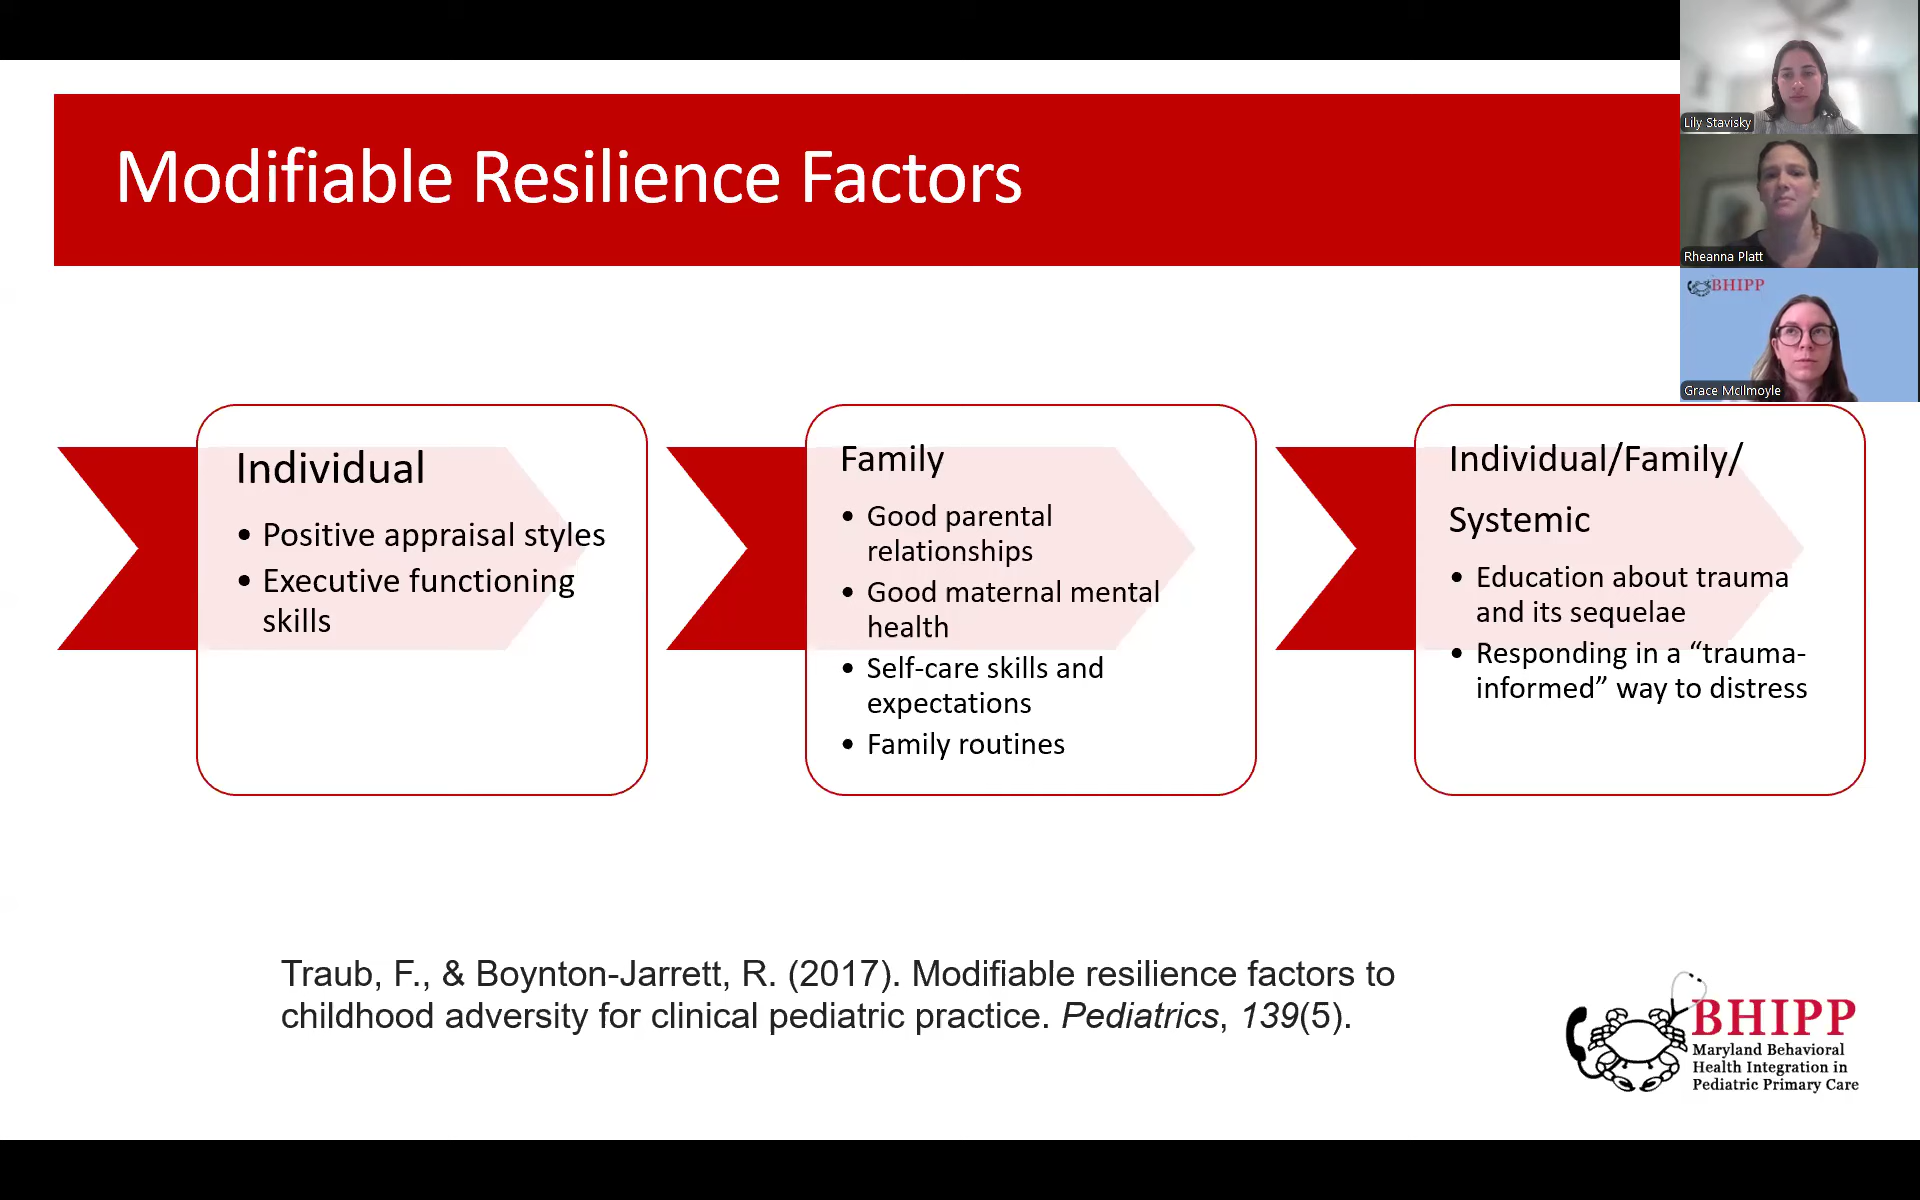 Modifiable Resilience Factors
Lily Stavisky
Rheanna Platt
BHIPP
Grace McIlmoyle
Individual
• Positive appraisal styles
• Executive functioning
skills
Family
• Good parental
relationships
• Good maternal mental
health
• Self-care skills and
expectations
• Family routines
Individual/Family/
Systemic
• Education about trauma
and its sequelae
• Responding in a “trauma-
informed” way to distress
Traub, F., & Boynton-Jarrett, R. (2017). Modifiable resilience factors to
childhood adversity for clinical pediatric practice. Pediatrics, 139(5).
BHIPP
Maryland Behavioral
Health Integration in
Pediatric Primary Care